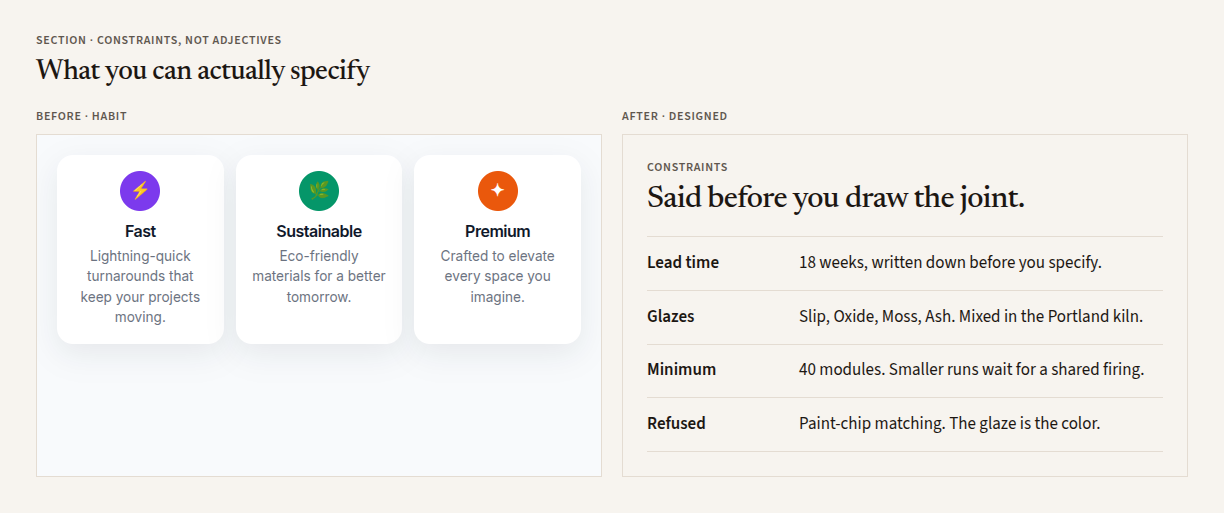 SECTION · CONSTRAINTS, NOT ADJECTIVES
What you can actually specify
BEFORE · HABIT
Fast
Lightning-quick
turnarounds that
keep your projects
moving.
Sustainable
Eco-friendly
materials for a better
tomorrow.
Premium
Crafted to elevate
every space you
imagine.
AFTER · DESIGNED
CONSTRAINTS
Said before you draw the joint.
Lead time 18 weeks, written down before you specify.
Glazes Slip, Oxide, Moss, Ash. Mixed in the Portland kiln.
Minimum 40 modules. Smaller runs wait for a shared firing.
Refused Paint-chip matching. The glaze is the color.